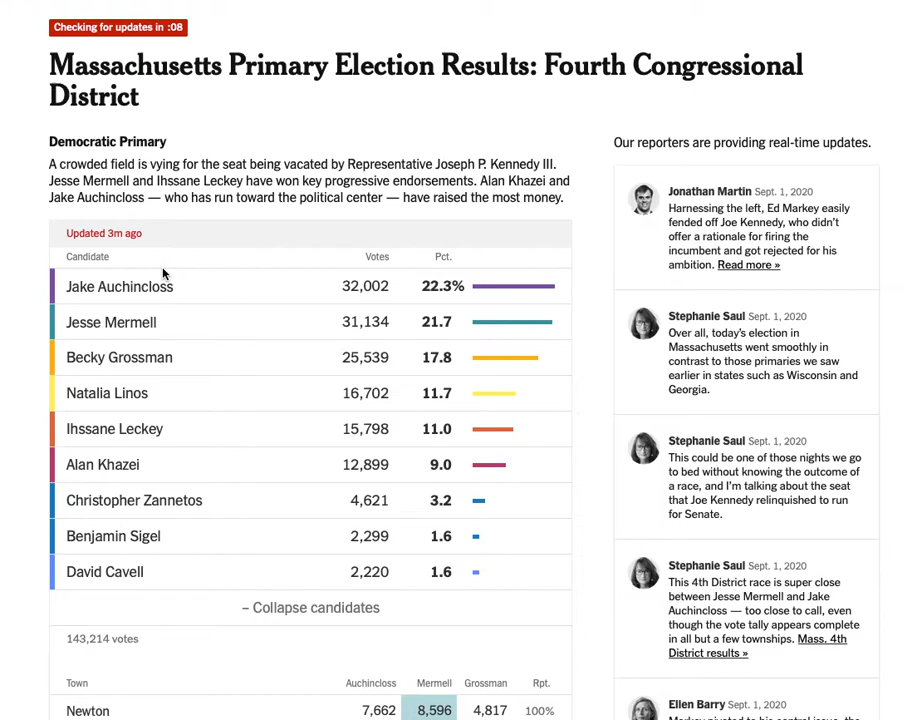 Checking for updates in :08
Massachusetts Primary Election Results: Fourth Congressional
District
Democratic Primary
A crowded field is vying for the seat being vacated by Representative Joseph P. Kennedy III.
Jesse Mermell and Ihssane Leckey have won key progressive endorsements. Alan Khazei and
Jake Auchincloss — who has run toward the political center — have raised the most money.
Updated 3m ago
Candidate Votes Pct.
Jake Auchincloss 32,002 22.3%
Jesse Mermell 31,134 21.7
Becky Grossman 25,539 17.8
Natalia Linos 16,702 11.7
Ihssane Leckey 15,798 11.0
Alan Khazei 12,899 9.0
Christopher Zannetos 4,621 3.2
Benjamin Sigel 2,299 1.6
David Cavell 2,220 1.6
– Collapse candidates
143,214 votes
Town Auchincloss Mermell Grossman Rpt.
Newton 7,662 8,596 4,817 100%
Our reporters are providing real-time updates.
Jonathan Martin Sept. 1, 2020
Harnessing the left, Ed Markey easily
fended off Joe Kennedy, who didn't
offer a rationale for firing the
incumbent and got rejected for his
ambition. Read more »
Stephanie Saul Sept. 1, 2020
Over all, today's election in
Massachusetts went smoothly in
contrast to those primaries we saw
earlier in states such as Wisconsin and
Georgia.
Stephanie Saul Sept. 1, 2020
This could be one of those nights we go
to bed without knowing the outcome of
a race, and I'm talking about the seat
that Joe Kennedy relinquished to run
for Senate.
Stephanie Saul Sept. 1, 2020
This 4th District race is super close
between Jesse Mermell and Jake
Auchincloss — too close to call, even
though the vote tally appears complete
in all but a few townships. Mass. 4th
District results »
Ellen Barry Sept. 1, 2020